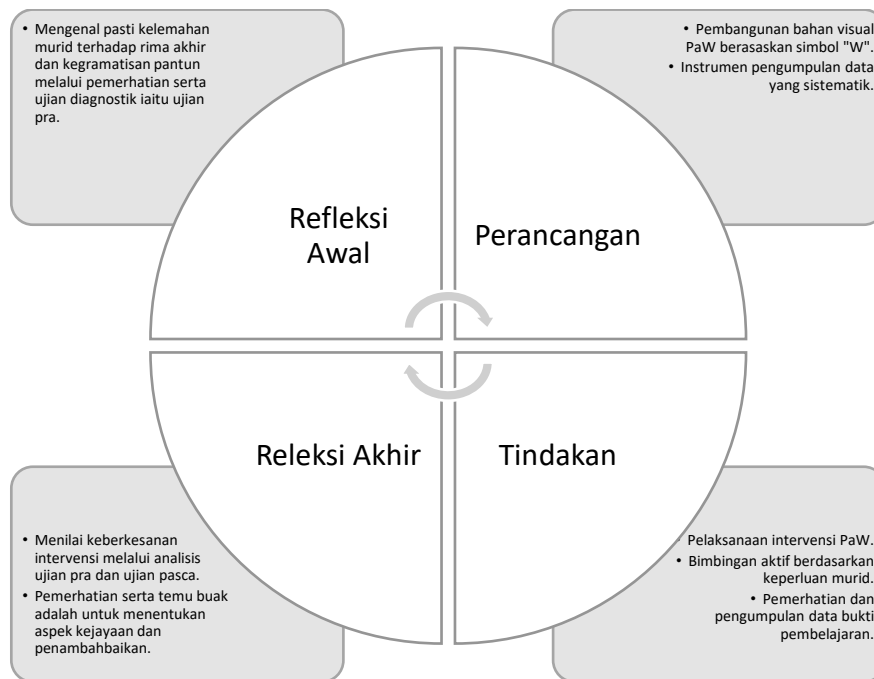 • Mengenal pasti kelemahan
murid terhadap rima akhir
dan kegramatisan pantun
melalui pemerhatian serta
ujian diagnostik iaitu ujian
pra.
• Pembangunan bahan visual
PaW berasaskan simbol "W".
• Instrumen pengumpulan data
yang sistematik.
Refleksi
Awal
Perancangan
Releksi Akhir
Tindakan
• Menilai keberkesanan
intervensi melalui analisis
ujian pra dan ujian pasca.
• Pemerhatian serta temu buak
adalah untuk menentukan
aspek kejayaan dan
penambahbaikan.
• Pelaksanaan intervensi PaW.
• Bimbingan aktif berdasarkan
keperluan murid.
• Pemerhatian dan
pengumpulan data bukti
pembelajaran.